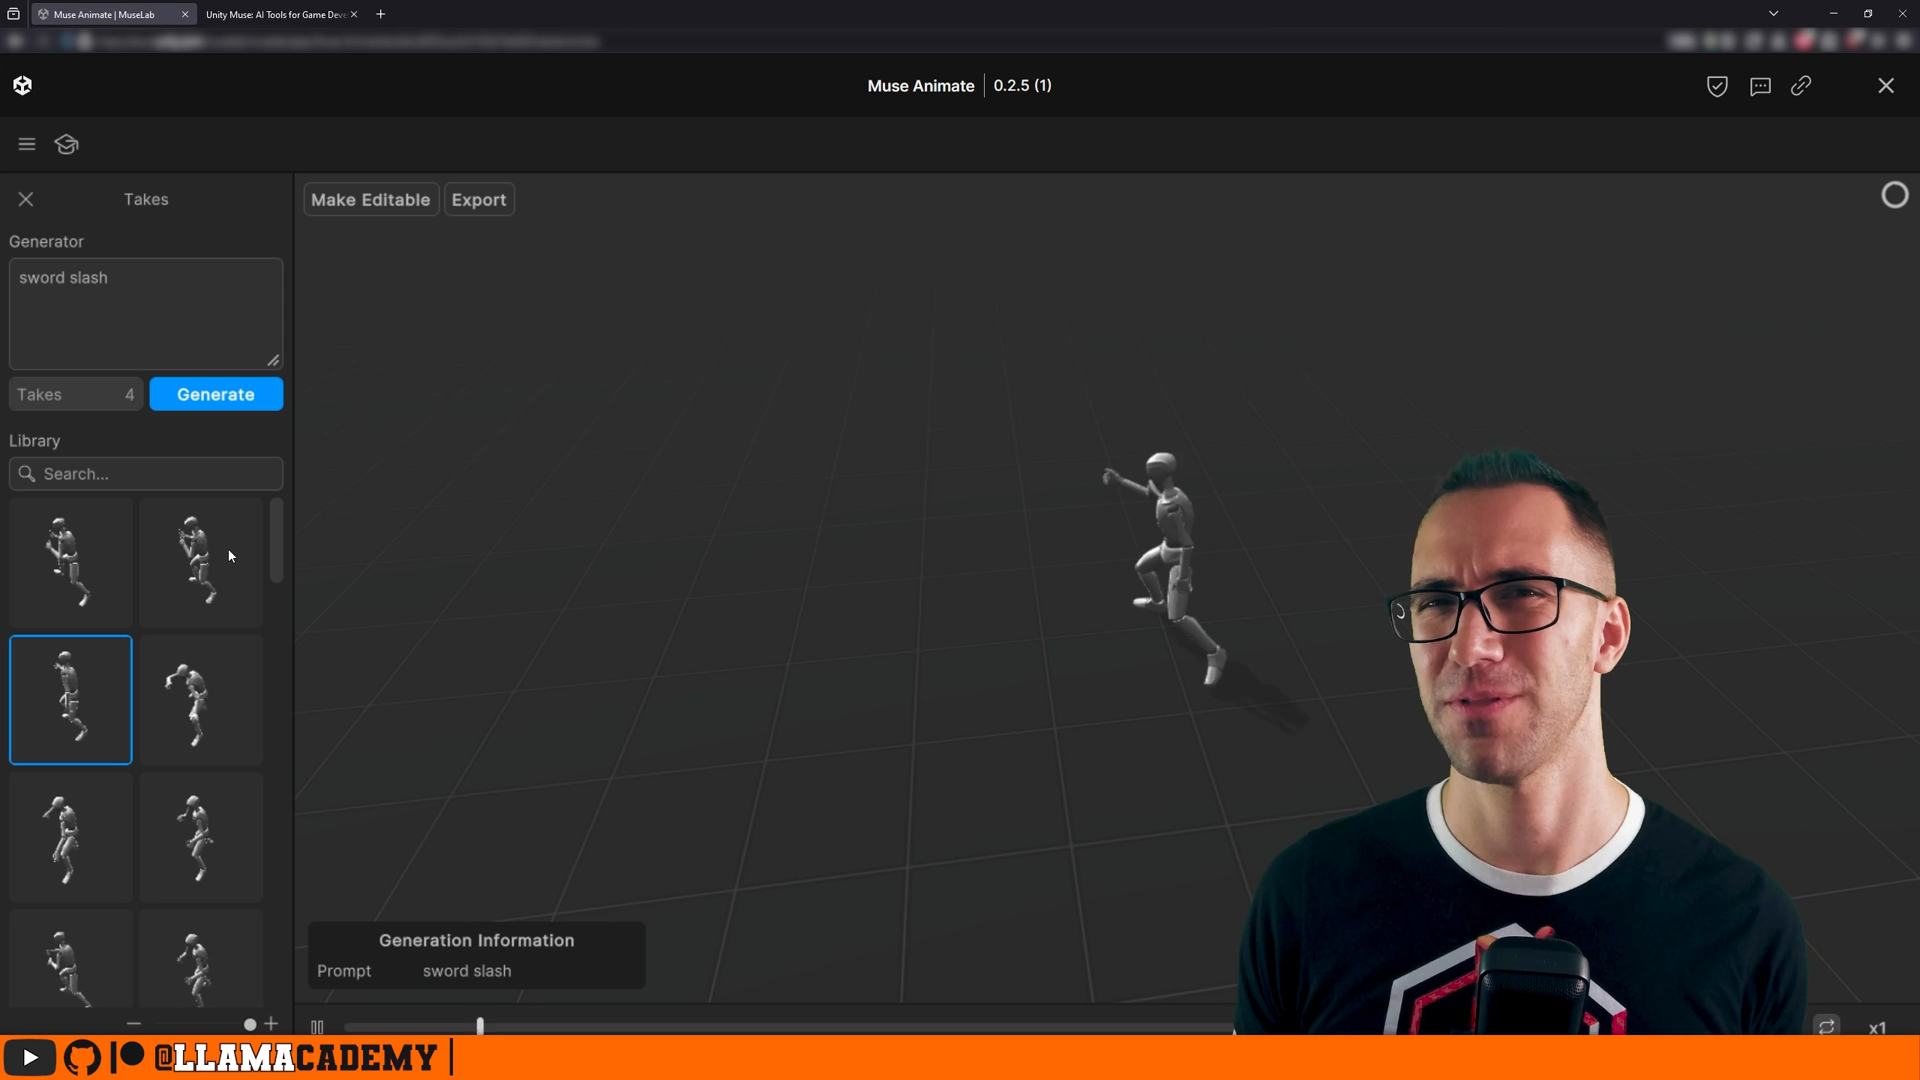 Muse Animate | MuseLab
Unity Muse: AI Tools for Game Deve
Muse Animate 0.2.5 (1)
Takes
Make Editable
Export
Generator
sword slash
Takes 4
Generate
Library
Search...
Generation Information
Prompt sword slash
x1
@LLAMACADEMY